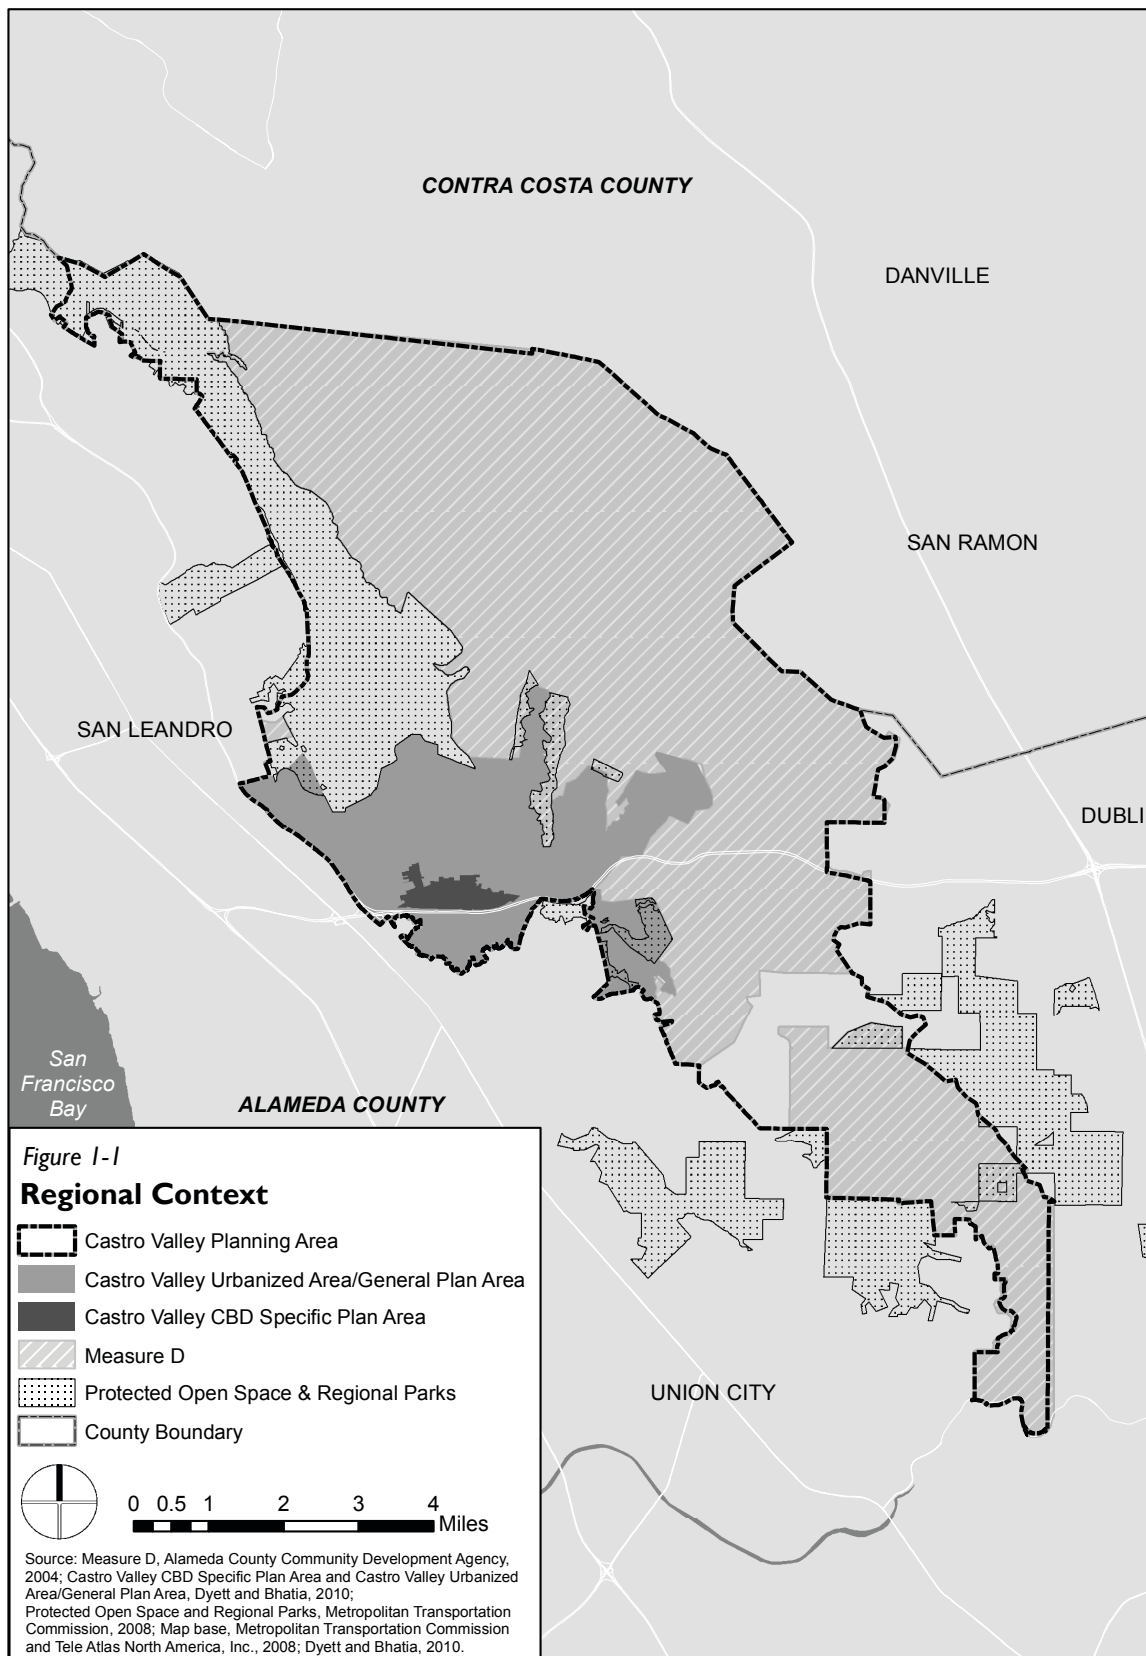 CONTRA COSTA COUNTY
DANVILLE
SAN RAMON
SAN LEANDRO
DUBLI
San
Francisco
Bay
ALAMEDA COUNTY
UNION CITY
Figure 1-1
Regional Context
Castro Valley Planning Area
Castro Valley Urbanized Area/General Plan Area
Castro Valley CBD Specific Plan Area
Measure D
Protected Open Space & Regional Parks
County Boundary
0 0.5 1 2 3 4
Miles
Source: Measure D, Alameda County Community Development Agency,
2004; Castro Valley CBD Specific Plan Area and Castro Valley Urbanized
Area/General Plan Area, Dyett and Bhatia, 2010;
Protected Open Space and Regional Parks, Metropolitan Transportation
Commission, 2008; Map base, Metropolitan Transportation Commission
and Tele Atlas North America, Inc., 2008; Dyett and Bhatia, 2010.